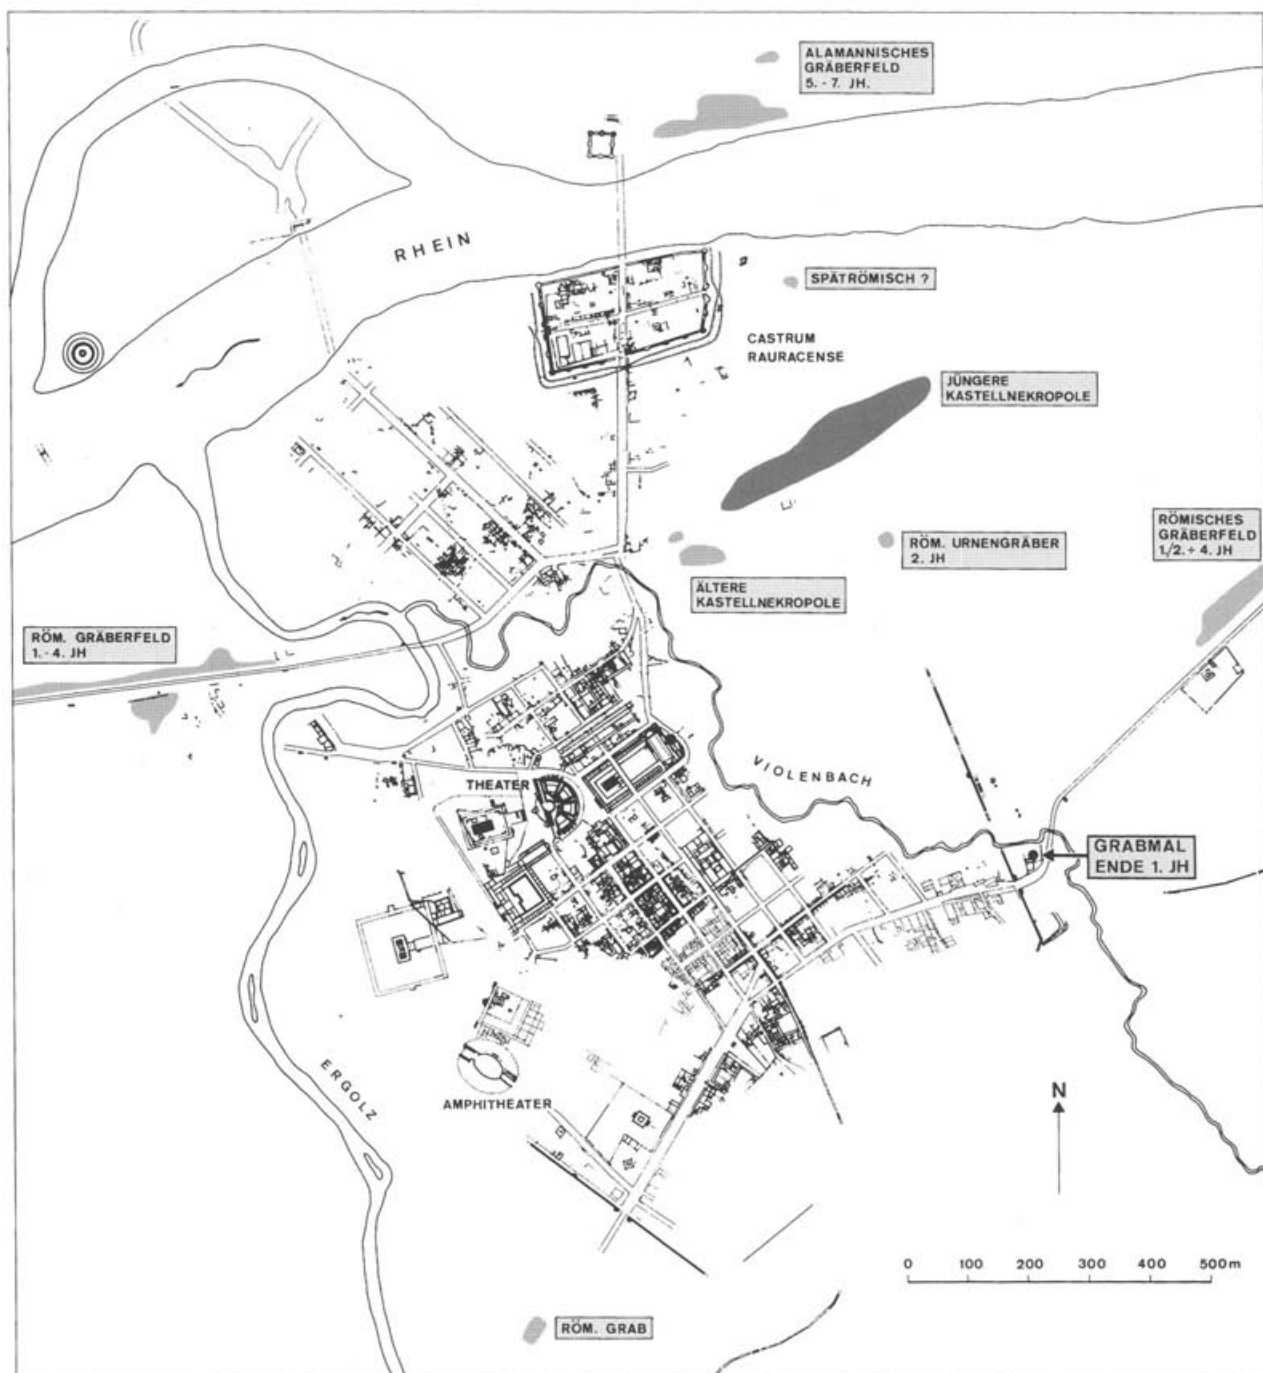 ALAMANNISCHES
GRÄBERFELD
5. - 7. JH.
RHEIN
SPÄTRÖMISCH ?
CASTRUM
RAURACENSE
JÜNGERE
KASTELLNEKROPOLE
RÖMISCHES
GRÄBERFELD
1./2. + 4. JH
RÖM. URNENGRÄBER
2. JH
ÄLTERE
KASTELLNEKROPOLE
RÖM. GRÄBERFELD
1. - 4. JH
VIOLENBACH
THEATER
GRABMAL
ENDE 1. JH
ERGOLZ
AMPHITHEATER
N
0 100 200 300 400 500m
RÖM. GRAB